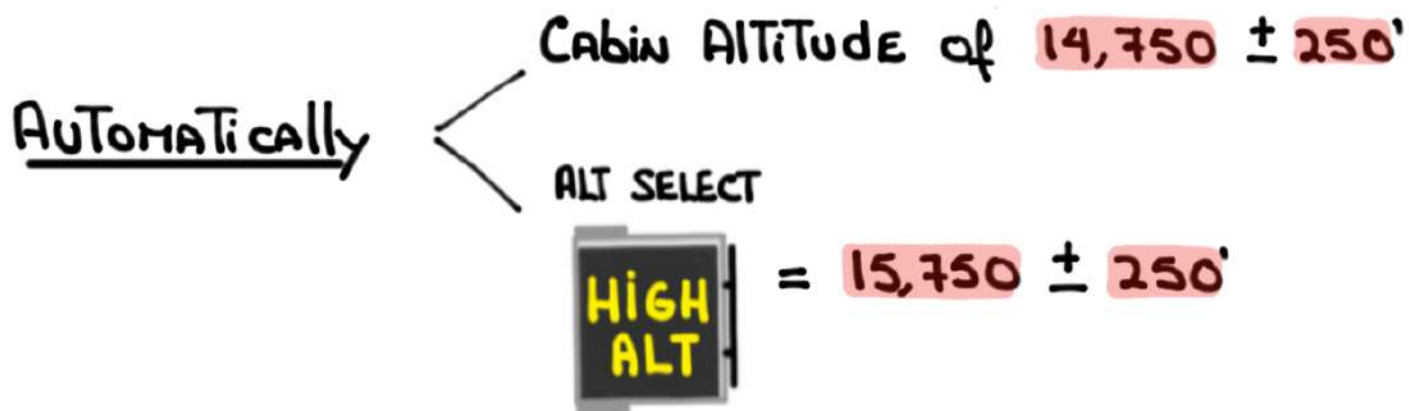 Cabin Altitude of 14,750 ± 250'
Automatically
ALT SELECT
HiGH
ALT
= 15,750 ± 250'